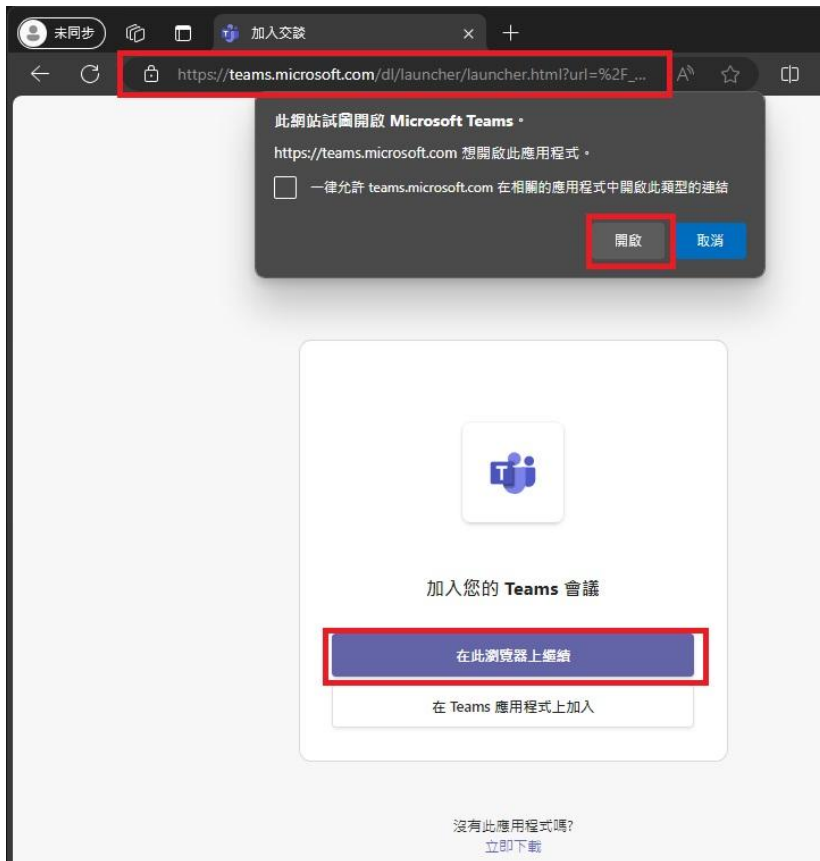 未同步
加入交談
https://teams.microsoft.com/dl/launcher/launcher.html?url=%2F_...
此網站試圖開啟 Microsoft Teams。
https://teams.microsoft.com 想開啟此應用程式。
一律允許 teams.microsoft.com 在相關的應用程式中開啟此類型的連結
開啟 取消
加入您的 Teams 會議
在此瀏覽器上繼續
在 Teams 應用程式上加入
沒有此應用程式嗎?
立即下載